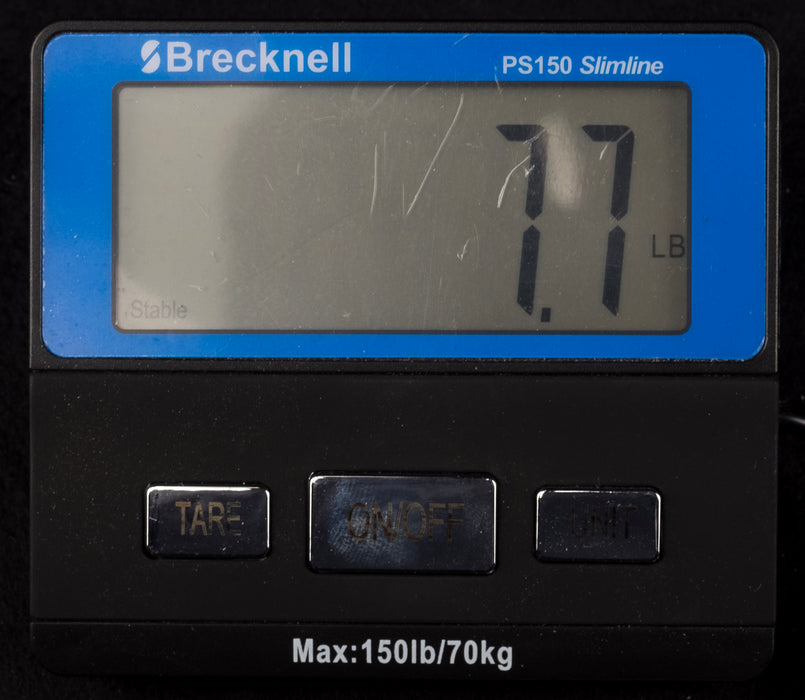 Brecknell
PS150 Slimline
7.7 LB
Stable
TARE ON/OFF UNIT
Max:150lb/70kg